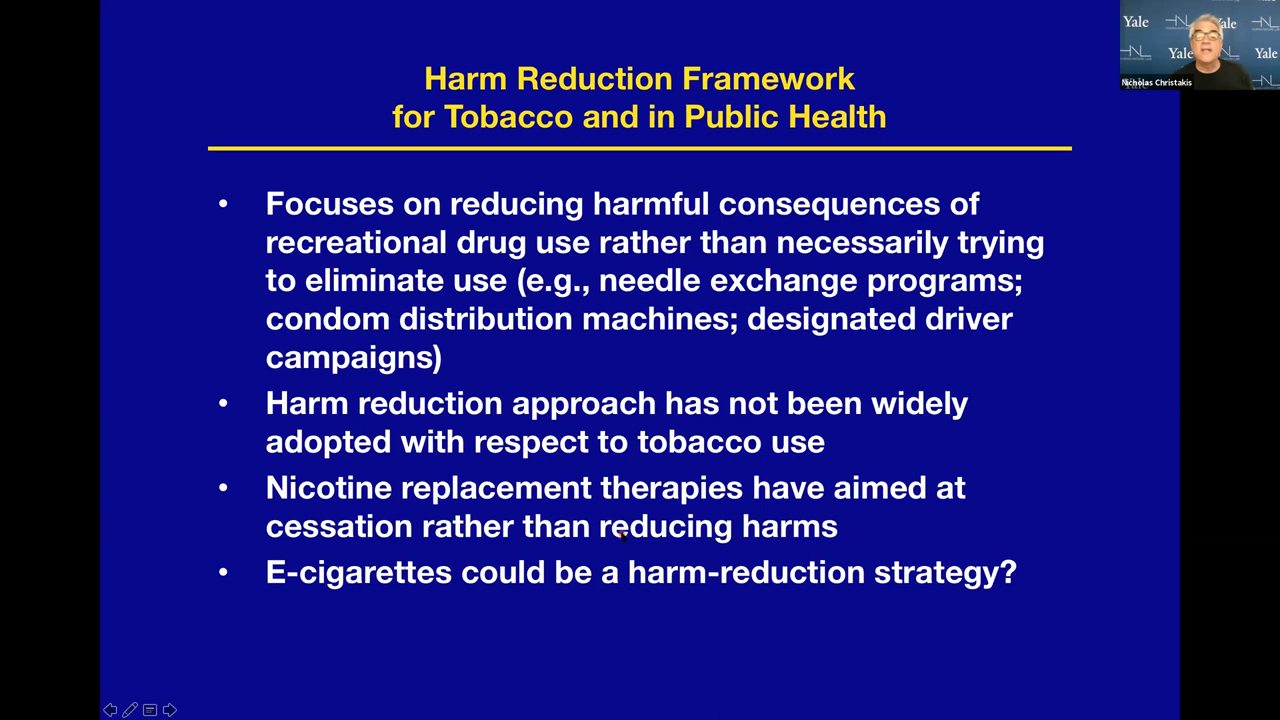 Harm Reduction Framework
for Tobacco and in Public Health
• Focuses on reducing harmful consequences of
recreational drug use rather than necessarily trying
to eliminate use (e.g., needle exchange programs;
condom distribution machines; designated driver
campaigns)
• Harm reduction approach has not been widely
adopted with respect to tobacco use
• Nicotine replacement therapies have aimed at
cessation rather than reducing harms
• E-cigarettes could be a harm-reduction strategy?
Yale
Yale
Yale
Yale
Nicholas Christakis